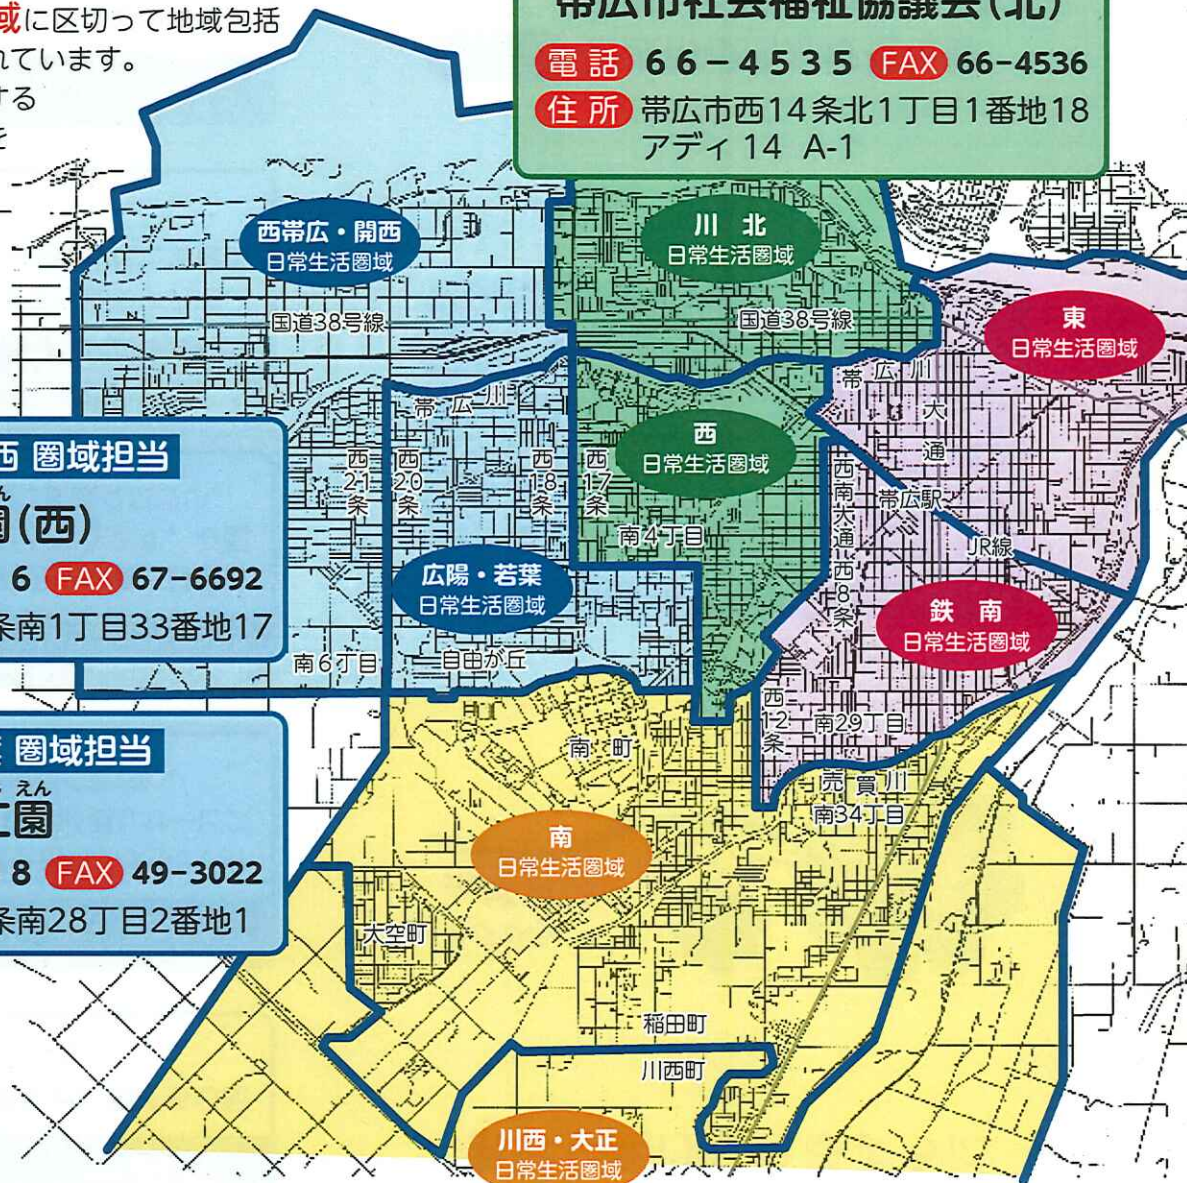 域に区切って地域包括
れています。
する
を
帯広市社会福祉協議会(北)
電話 66-4535 FAX 66-4536
住所 帯広市西14条北1丁目1番地18
アディ14 A-1
西帯広・開西
日常生活圏域
川北
日常生活圏域
国道38号線
国道38号線
東
日常生活圏域
帯広川
帯広川
大通
西
日常生活圏域
西21条
西20条
西18条
西17条
西南大通
西8条
帯広駅
JR線
南4丁目
西 圏域担当
ん
園(西)
6 FAX 67-6692
条南1丁目33番地17
広陽・若葉
日常生活圏域
鉄南
日常生活圏域
南6丁目
自由が丘
西12条
南29丁目
南町
売買川
南34丁目
圏域担当
えん
園
8 FAX 49-3022
条南28丁目2番地1
南
日常生活圏域
大空町
稲田町
川西町
川西・大正
日常生活圏域